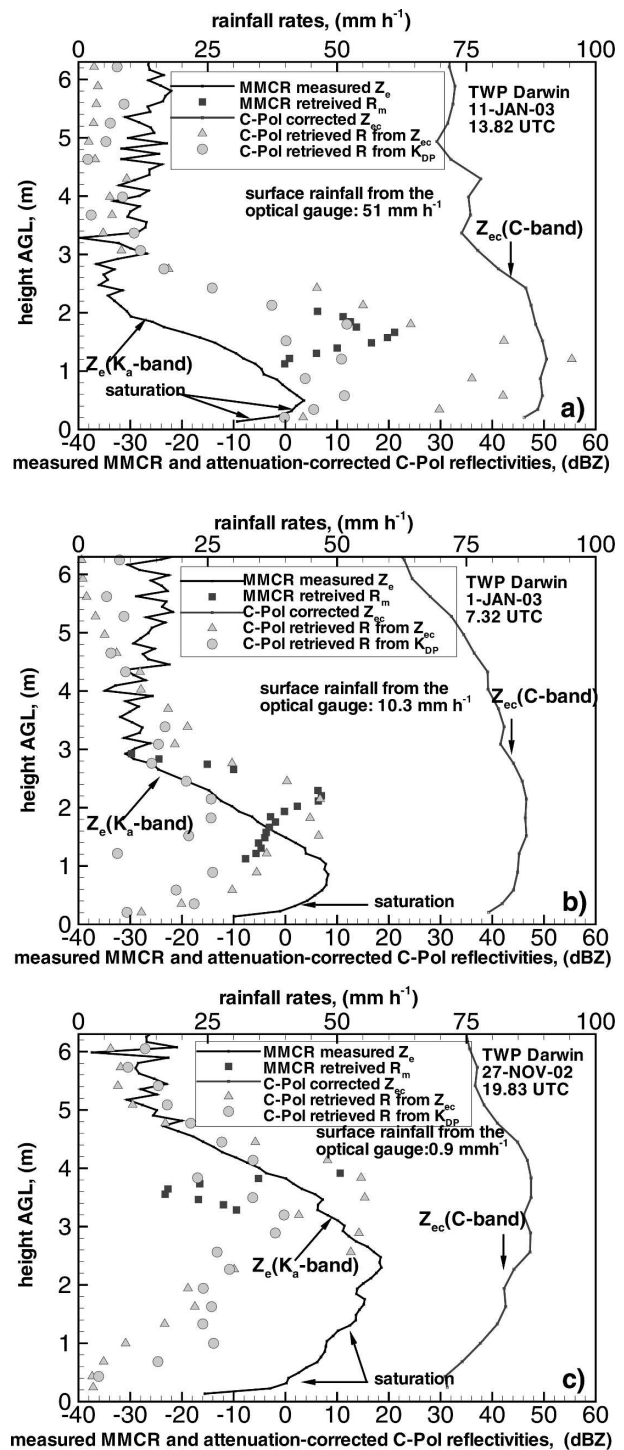 rainfall rates, (mm h-1)
0 25 50 75 100
MMCR measured Ze
MMCR retreived Rm
C-Pol corrected Zec
C-Pol retrieved R from Zec
C-Pol retrieved R from KDP
TWP Darwin
11-JAN-03
13.82 UTC
surface rainfall from the
optical gauge: 51 mm h-1
Zec(C-band)
Ze(Ka-band)
saturation
a)
height AGL, (m)
6
5
4
3
2
1
0
-40 -30 -20 -10 0 10 20 30 40 50 60
measured MMCR and attenuation-corrected C-Pol reflectivities, (dBZ)
rainfall rates, (mm h-1)
0 25 50 75 100
MMCR measured Ze
MMCR retreived Rm
C-Pol corrected Zec
C-Pol retrieved R from Zec
C-Pol retrieved R from KDP
TWP Darwin
1-JAN-03
7.32 UTC
surface rainfall from the
optical gauge: 10.3 mm h-1
Zec(C-band)
Ze(Ka-band)
saturation
b)
height AGL, (m)
6
5
4
3
2
1
0
-40 -30 -20 -10 0 10 20 30 40 50 60
measured MMCR and attenuation-corrected C-Pol reflectivities, (dBZ)
rainfall rates, (mm h-1)
0 25 50 75 100
MMCR measured Ze
MMCR retreived Rm
C-Pol corrected Zec
C-Pol retrieved R from Zec
C-Pol retrieved R from KDP
TWP Darwin
27-NOV-02
19.83 UTC
surface rainfall from the
optical gauge:0.9 mmh-1
Zec(C-band)
Ze(Ka-band)
saturation
c)
height AGL, (m)
6
5
4
3
2
1
0
-40 -30 -20 -10 0 10 20 30 40 50 60
measured MMCR and attenuation-corrected C-Pol reflectivities, (dBZ)